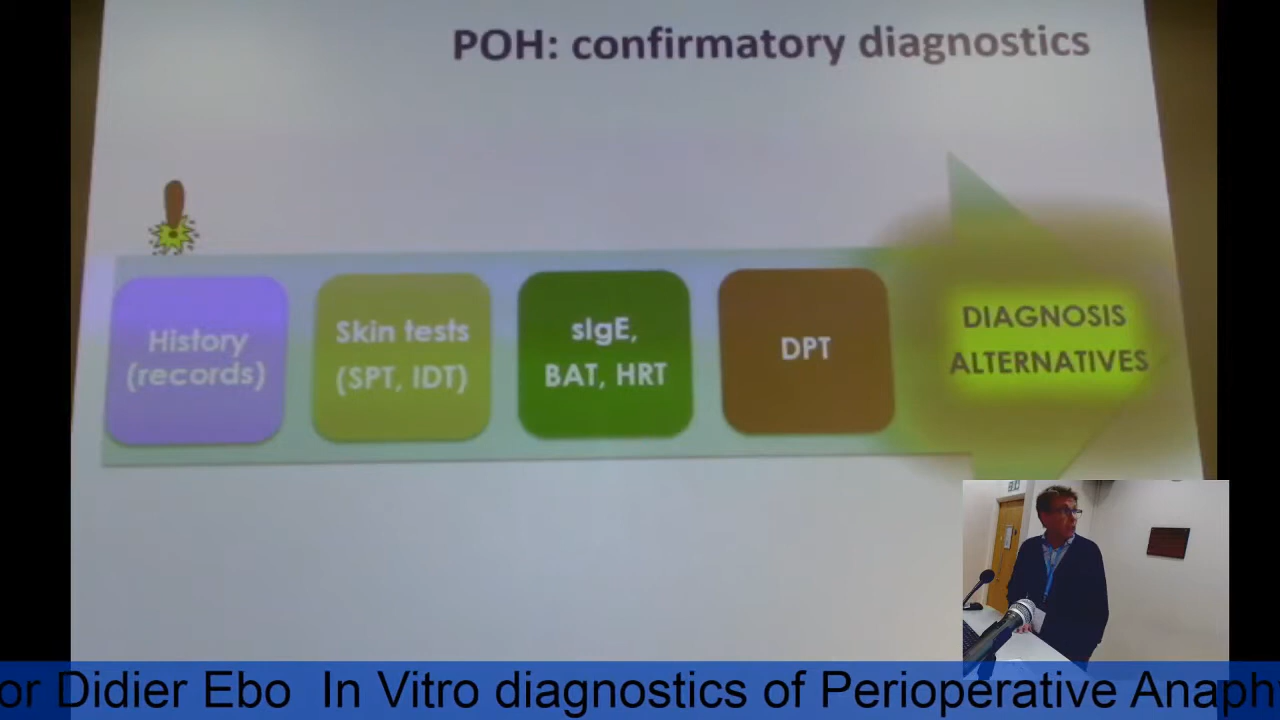 POH: confirmatory diagnostics
History
(records)
Skin tests
(SPT, IDT)
sIgE,
BAT, HRT
DPT
DIAGNOSIS
ALTERNATIVES
or Didier Ebo In Vitro diagnostics of Perioperative Anaph